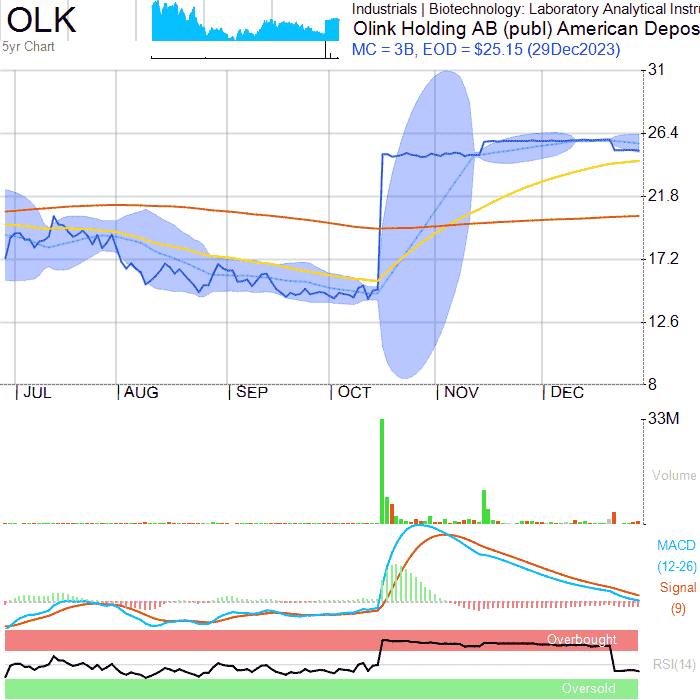 OLK
5yr Chart
Industrials | Biotechnology: Laboratory Analytical Instru
Olink Holding AB (publ) American Depos
MC = 3B, EOD = $25.15 (29Dec2023)
31
26.4
21.8
17.2
12.6
8
|JUL |AUG |SEP |OCT |NOV |DEC
33M
Volume
MACD
(12-26)
Signal
(9)
Overbought
RSI(14)
Oversold